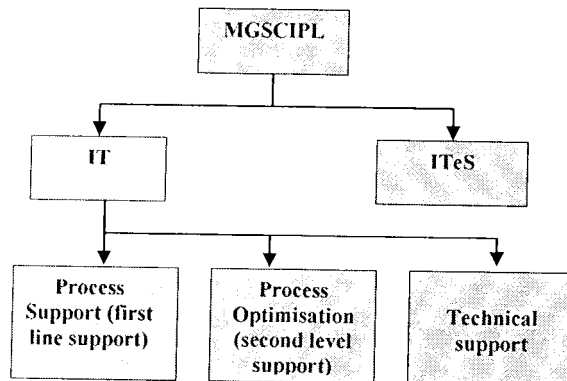 MGSCIPL
IT
ITeS
Process
Support (first
line support)
Process
Optimisation
(second level
support)
Technical
support